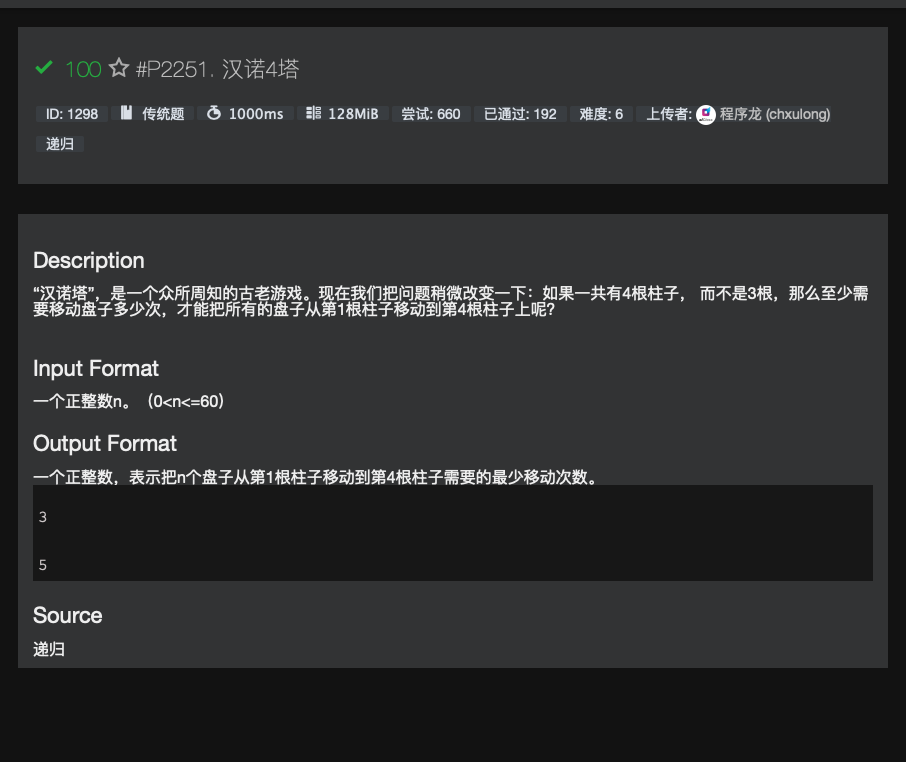 100 #P2251. 汉诺4塔
ID: 1298 传统题 1000ms 128MiB 尝试: 660 已通过: 192 难度: 6 上传者: 程序龙 (chxulong)
递归
Description
“汉诺塔”，是一个众所周知的古老游戏。现在我们把问题稍微改变一下：如果一共有4根柱子， 而不是3根，那么至少需
要移动盘子多少次，才能把所有的盘子从第1根柱子移动到第4根柱子上呢？
Input Format
一个正整数n。（0<n<=60）
Output Format
一个正整数，表示把n个盘子从第1根柱子移动到第4根柱子需要的最少移动次数。
3
5
Source
递归